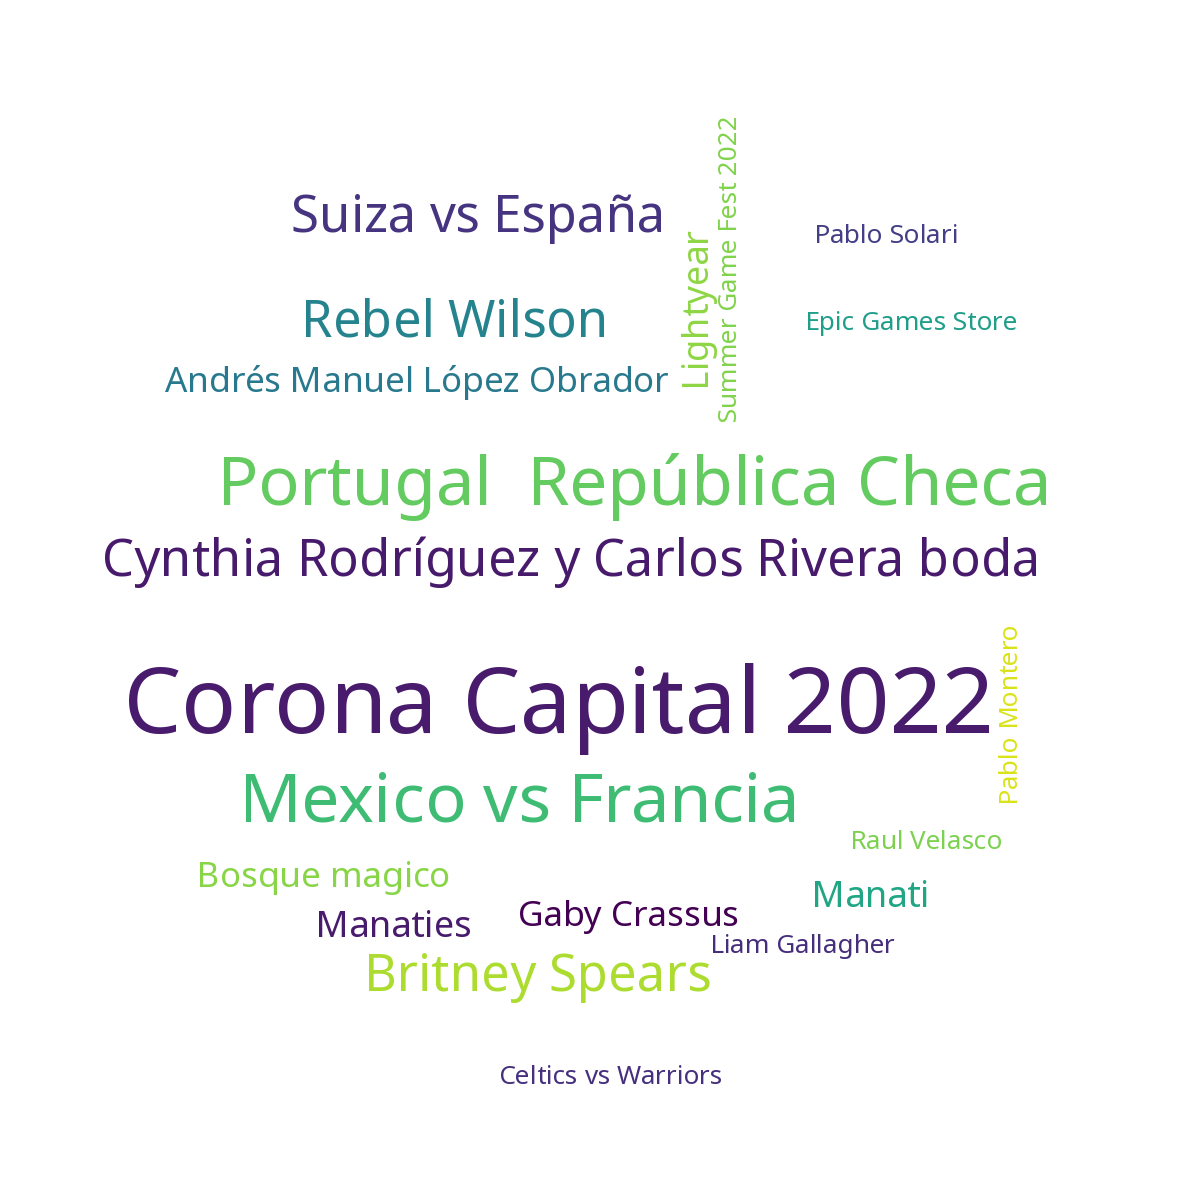 Summer Game Fest 2022
Suiza vs España
Lightyear
Pablo Solari
Rebel Wilson
Epic Games Store
Andrés Manuel López Obrador
Portugal  República Checa
Cynthia Rodríguez y Carlos Rivera boda
Corona Capital 2022
Pablo Montero
Mexico vs Francia
Raul Velasco
Bosque magico
Manati
Manaties
Gaby Crassus
Liam Gallagher
Britney Spears
Celtics vs Warriors